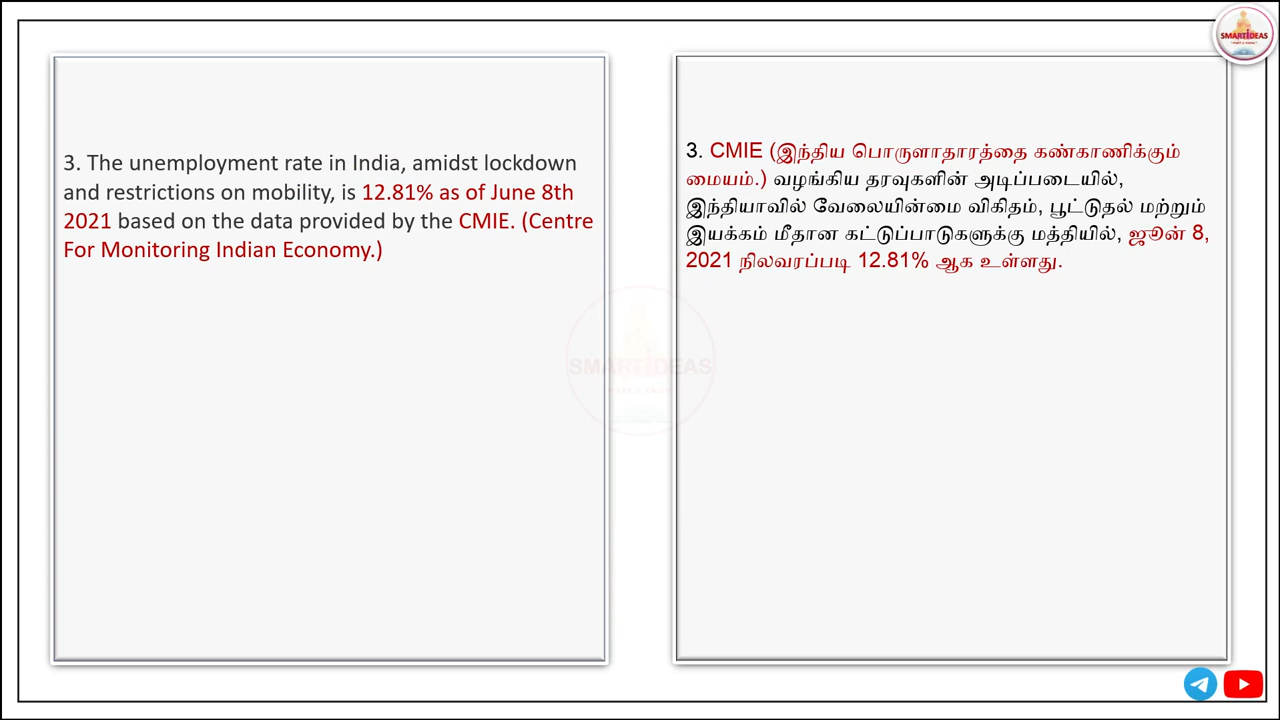 SMARTIDEAS
3. The unemployment rate in India, amidst lockdown
and restrictions on mobility, is 12.81% as of June 8th
2021 based on the data provided by the CMIE. (Centre
For Monitoring Indian Economy.)
3. CMIE (இந்திய பொருளாதாரத்தை கண்காணிக்கும்
மையம்.) வழங்கிய தரவுகளின் அடிப்படையில்,
இந்தியாவில் வேலையின்மை விகிதம், பூட்டுதல் மற்றும்
இயக்கம் மீதான கட்டுப்பாடுகளுக்கு மத்தியில், ஜூன் 8,
2021 நிலவரப்படி 12.81% ஆக உள்ளது.
SMARTIDEAS